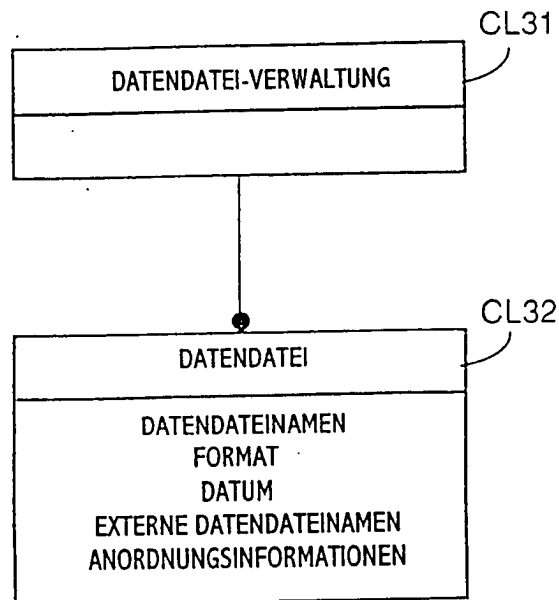 CL31
DATENDATEI-VERWALTUNG
CL32
DATENDATEI
DATENDATEINAMEN
FORMAT
DATUM
EXTERNE DATENDATEINAMEN
ANORDNUNGSINFORMATIONEN